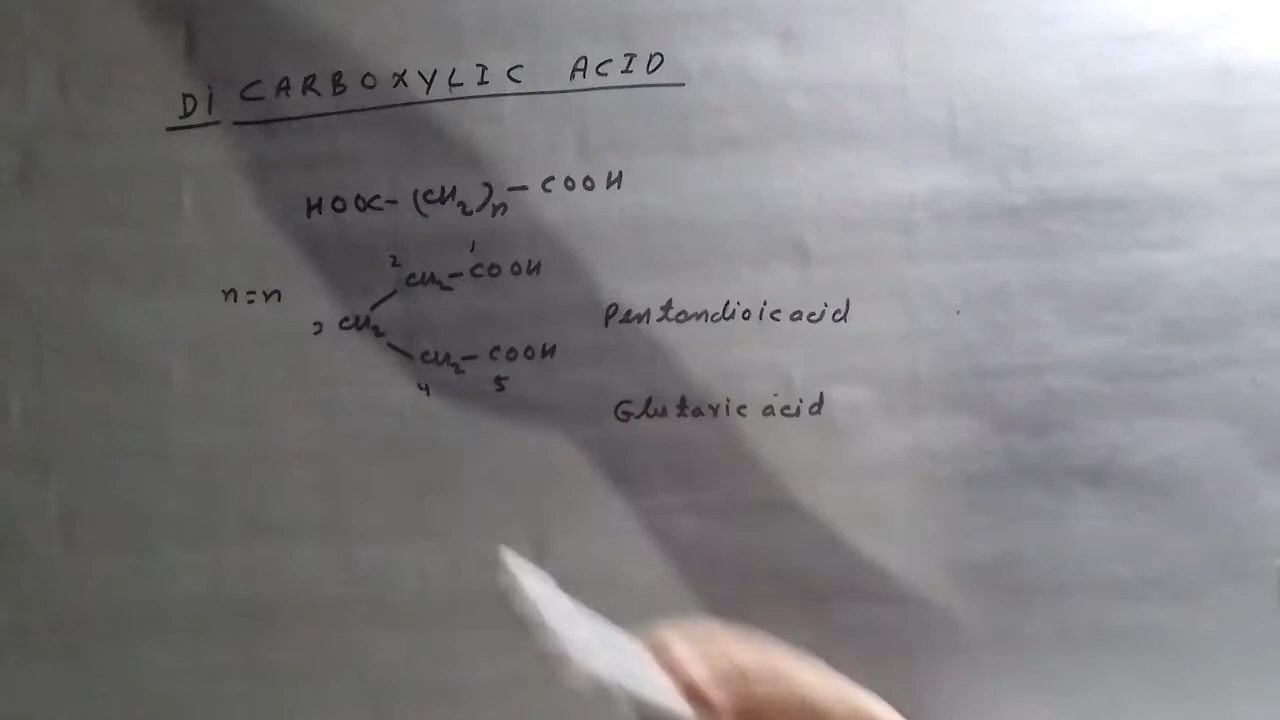 Di CARBOXYLIC ACID
HOOC-(CH2)n-COOH
2 CH2-COOH 1
n=n
3 CH2
Pentandioic acid
CH2-COOH
4 5
Glutaric acid